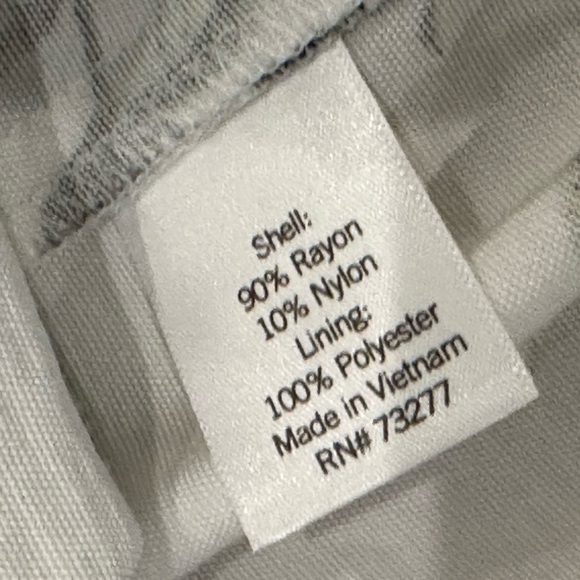 Shell:
90% Rayon
10% Nylon
Lining:
100% Polyester
Made in Vietnam
RN# 73277